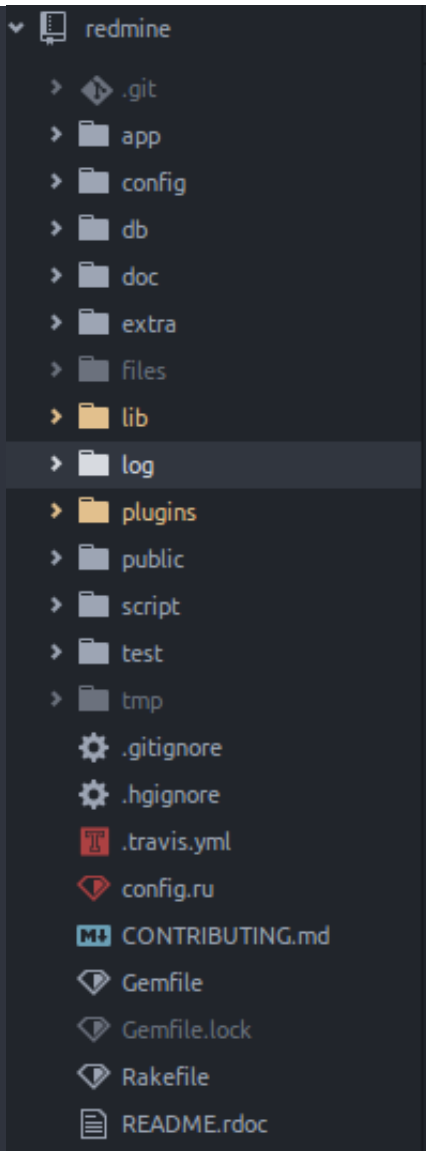 redmine
.git
app
config
db
doc
extra
files
lib
log
plugins
public
script
test
tmp
.gitignore
.hgignore
.travis.yml
config.ru
CONTRIBUTING.md
Gemfile
Gemfile.lock
Rakefile
README.rdoc